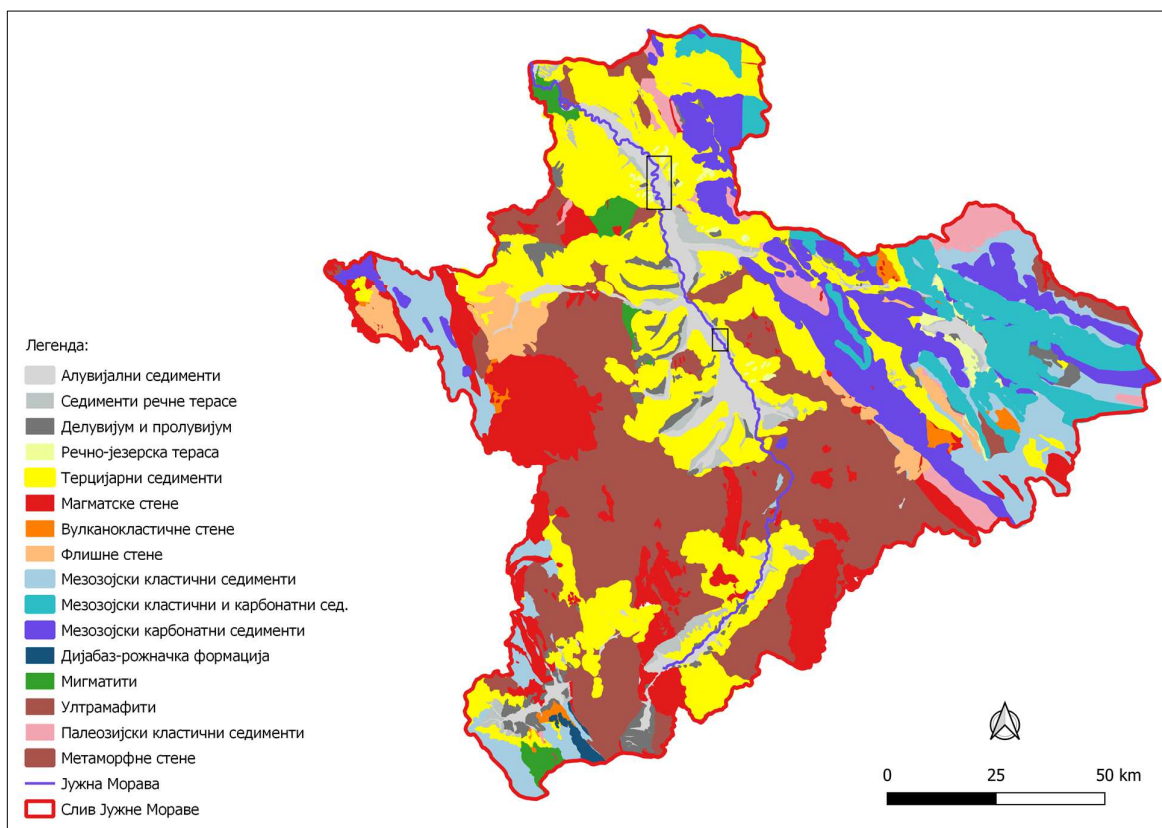 Легенда:
Алувијални седименти
Седименти речне терасе
Делувијум и пролувијум
Речно-језерска тераса
Терцијарни седименти
Магматске стене
Вулканокластичне стене
Флишне стене
Мезозојски кластични седименти
Мезозојски кластични и карбонатни сед.
Мезозојски карбонатни седименти
Дијабаз-рожначка формација
Мигматити
Ултрамафити
Палеозијски кластични седименти
Метаморфне стене
Јужна Морава
Слив Јужне Мораве
0 25 50 km